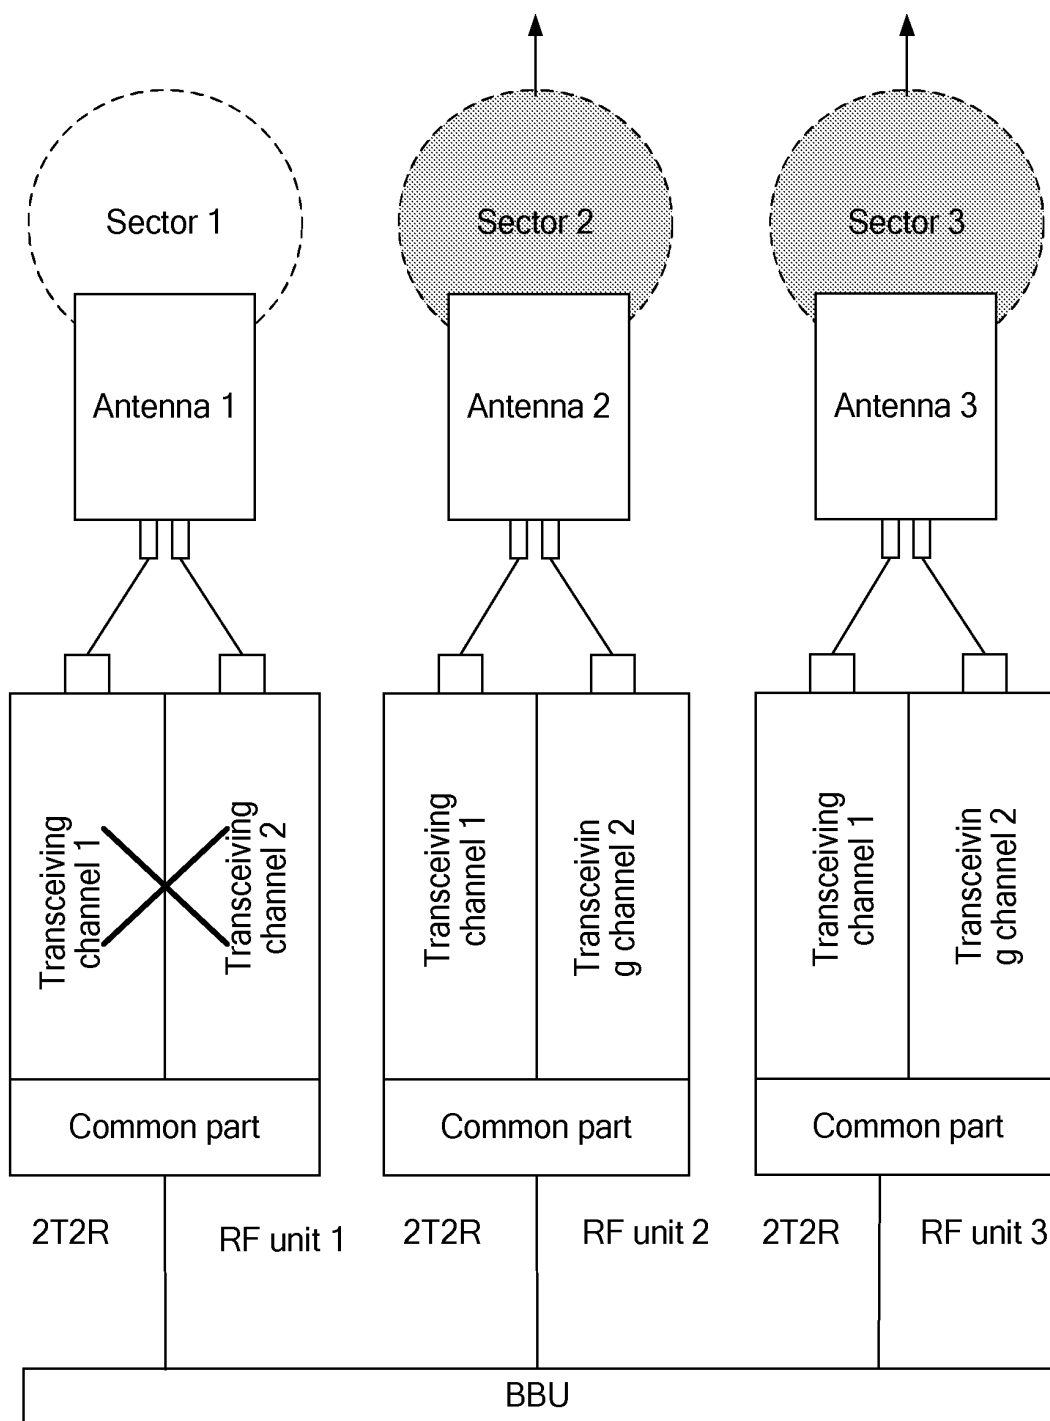 Sector 1
Sector 2
Sector 3
Antenna 1
Antenna 2
Antenna 3
Transceiving
channel 1
Transceiving
channel 2
Transceiving
channel 1
Transceivin
g channel 2
Transceiving
channel 1
Transceivin
g channel 2
Common part
Common part
Common part
2T2R
RF unit 1
2T2R
RF unit 2
2T2R
RF unit 3
BBU